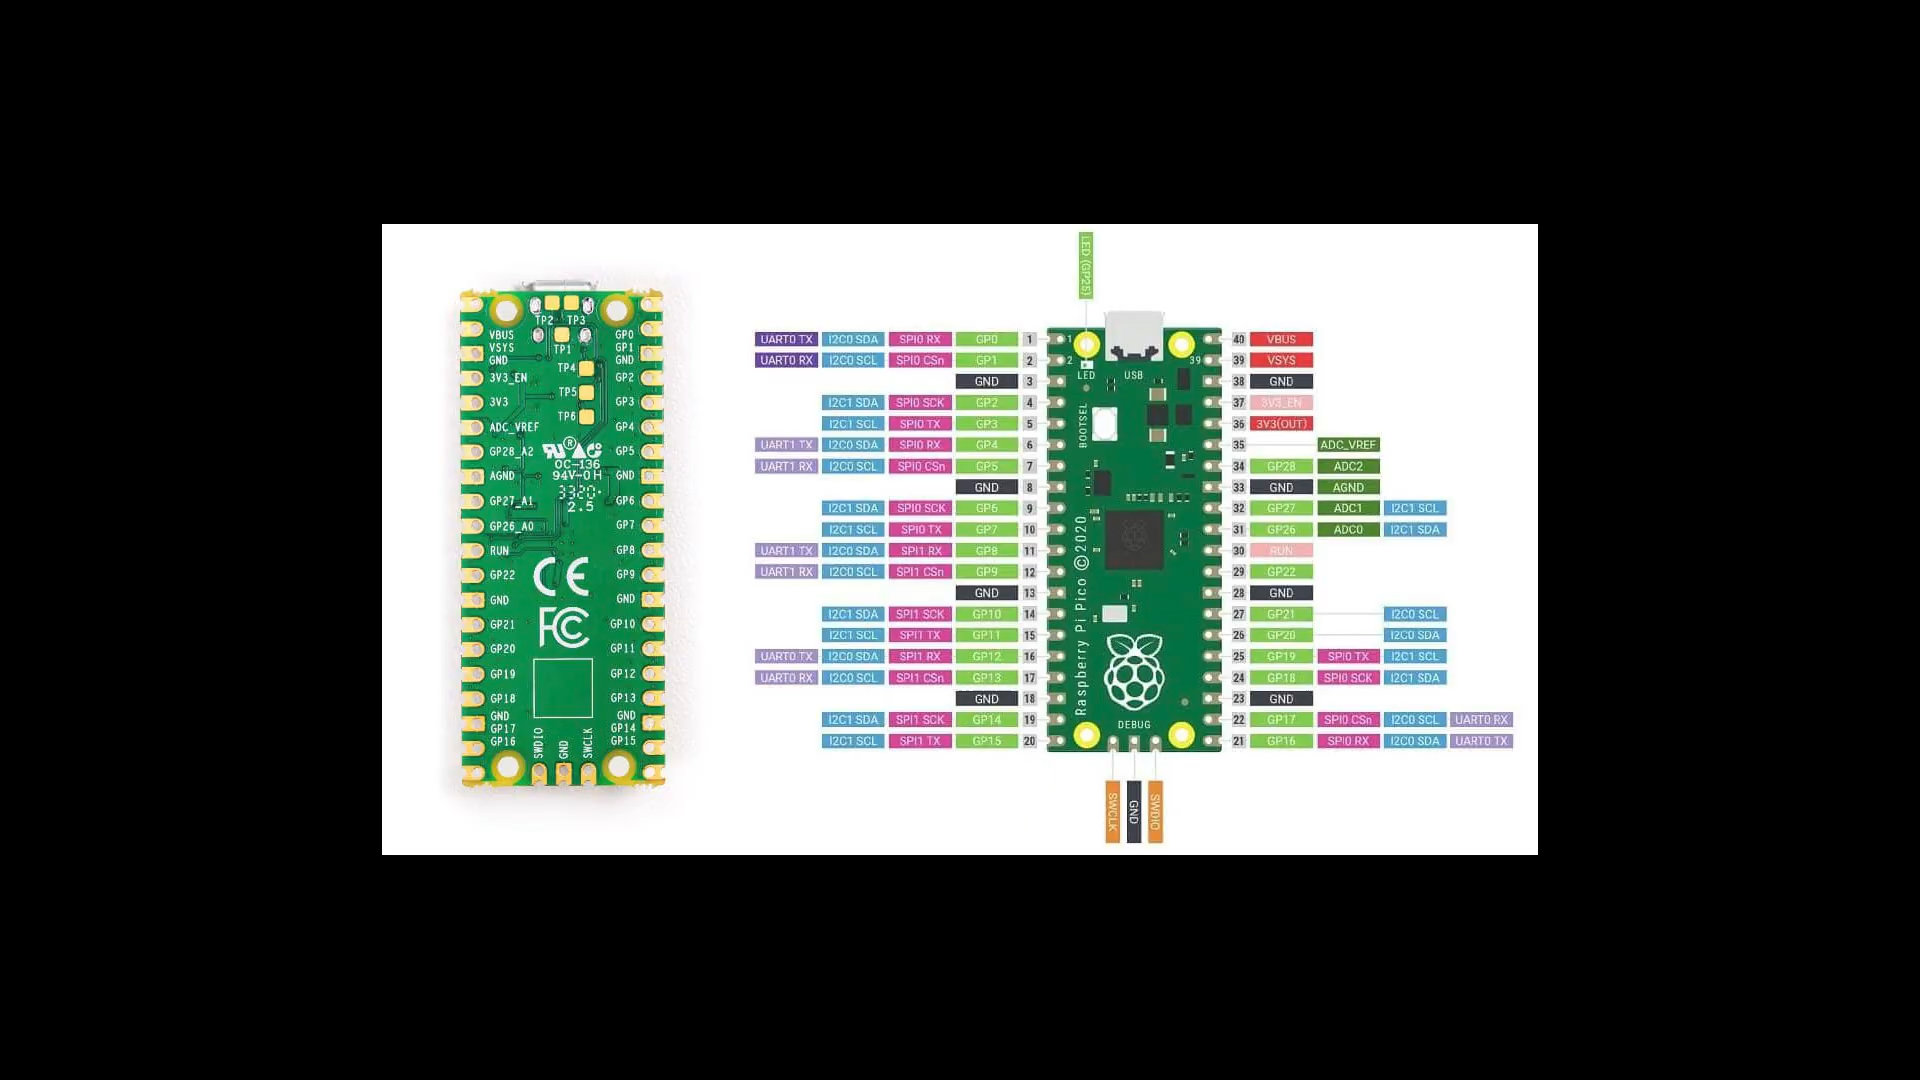 TP2 TP3
VBUS GP0
VSYS TP1 GP1
GND GND
3V3_EN TP4 GP2
3V3 TP5 GP3
TP6
ADC_VREF GP4
GP28_A2 GP5
OC-136
AGND 94V-0 H GND
3320
GP27_A1 2.5 GP6
GP26_A0 GP7
RUN GP8
GP22 CE GP9
GND GND
GP21 FC GP10
GP20 GP11
GP19 GP12
GP18 GP13
GND GND
GP17 GP14
GP16 GP15
SWDIO GND SWCLK
LED (GP25)
UART0 TX I2C0 SDA SPI0 RX GP0 1 1 40 VBUS
UART0 RX I2C0 SCL SPI0 CSn GP1 2 2 39 39 VSYS
LED USB
GND 3 38 GND
I2C1 SDA SPI0 SCK GP2 4 37 3V3_EN
I2C1 SCL SPI0 TX GP3 5 BOOTSEL 36 3V3(OUT)
UART1 TX I2C0 SDA SPI0 RX GP4 6 35 ADC_VREF
UART1 RX I2C0 SCL SPI0 CSn GP5 7 34 GP28 ADC2
GND 8 33 GND AGND
I2C1 SDA SPI0 SCK GP6 9 32 GP27 ADC1 I2C1 SCL
I2C1 SCL SPI0 TX GP7 10 31 GP26 ADC0 I2C1 SDA
UART1 TX I2C0 SDA SPI1 RX GP8 11 30 RUN
UART1 RX I2C0 SCL SPI1 CSn GP9 12 29 GP22
GND 13 28 GND
I2C1 SDA SPI1 SCK GP10 14 27 GP21 I2C0 SCL
I2C1 SCL SPI1 TX GP11 15 26 GP20 I2C0 SDA
UART0 TX I2C0 SDA SPI1 RX GP12 16 25 GP19 SPI0 TX I2C1 SCL
UART0 RX I2C0 SCL SPI1 CSn GP13 17 24 GP18 SPI0 SCK I2C1 SDA
GND 18 23 GND
I2C1 SDA SPI1 SCK GP14 19 22 GP17 SPI0 CSn I2C0 SCL UART0 RX
I2C1 SCL SPI1 TX GP15 20 21 GP16 SPI0 RX I2C0 SDA UART0 TX
Raspberry Pi Pico ©2020
DEBUG
SWCLK GND SWDIO